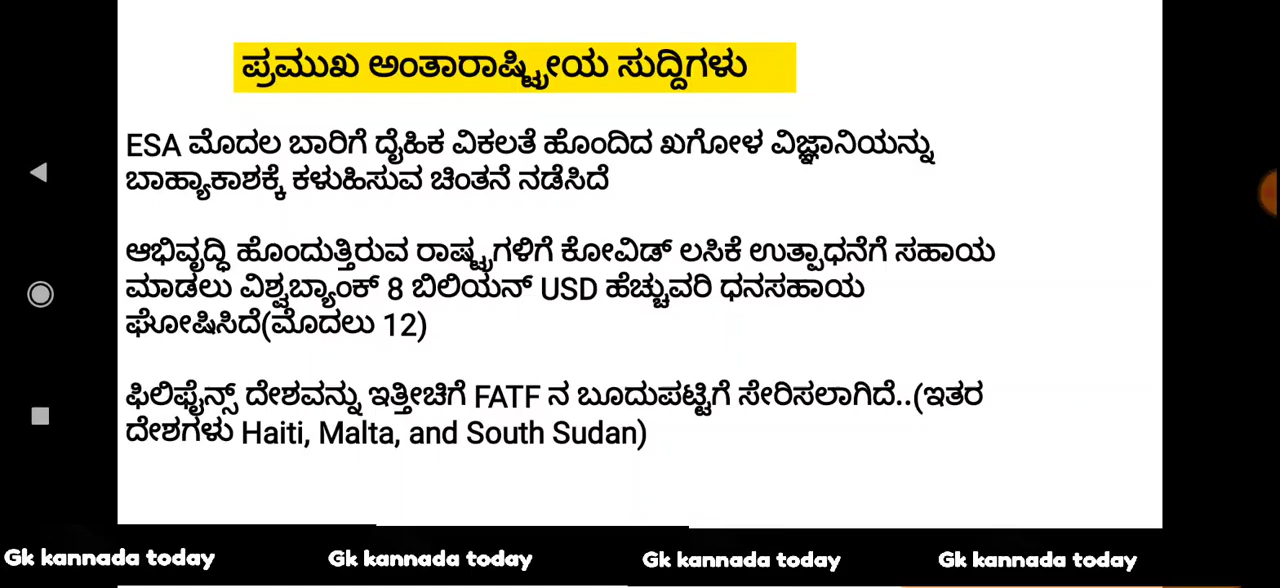 ಪ್ರಮುಖ ಅಂತಾರಾಷ್ಟ್ರೀಯ ಸುದ್ದಿಗಳು
ESA ಮೊದಲ ಬಾರಿಗೆ ದೈಹಿಕ ವಿಕಲತೆ ಹೊಂದಿದ ಖಗೋಳ ವಿಜ್ಞಾನಿಯನ್ನು
ಬಾಹ್ಯಾಕಾಶಕ್ಕೆ ಕಳುಹಿಸುವ ಚಿಂತನೆ ನಡೆಸಿದೆ
ಆಭಿವೃದ್ಧಿ ಹೊಂದುತ್ತಿರುವ ರಾಷ್ಟ್ರಗಳಿಗೆ ಕೋವಿಡ್ ಲಸಿಕೆ ಉತ್ಪಾಧನೆಗೆ ಸಹಾಯ
ಮಾಡಲು ವಿಶ್ವಬ್ಯಾಂಕ್ 8 ಬಿಲಿಯನ್ USD ಹೆಚ್ಚುವರಿ ಧನಸಹಾಯ
ಘೋಷಿಸಿದೆ(ಮೊದಲು 12)
ಫಿಲಿಫೈನ್ಸ್ ದೇಶವನ್ನು ಇತ್ತೀಚಿಗೆ FATF ನ ಬೂದುಪಟ್ಟಿಗೆ ಸೇರಿಸಲಾಗಿದೆ..(ಇತರ
ದೇಶಗಳು Haiti, Malta, and South Sudan)
Gk kannada today Gk kannada today Gk kannada today Gk kannada today